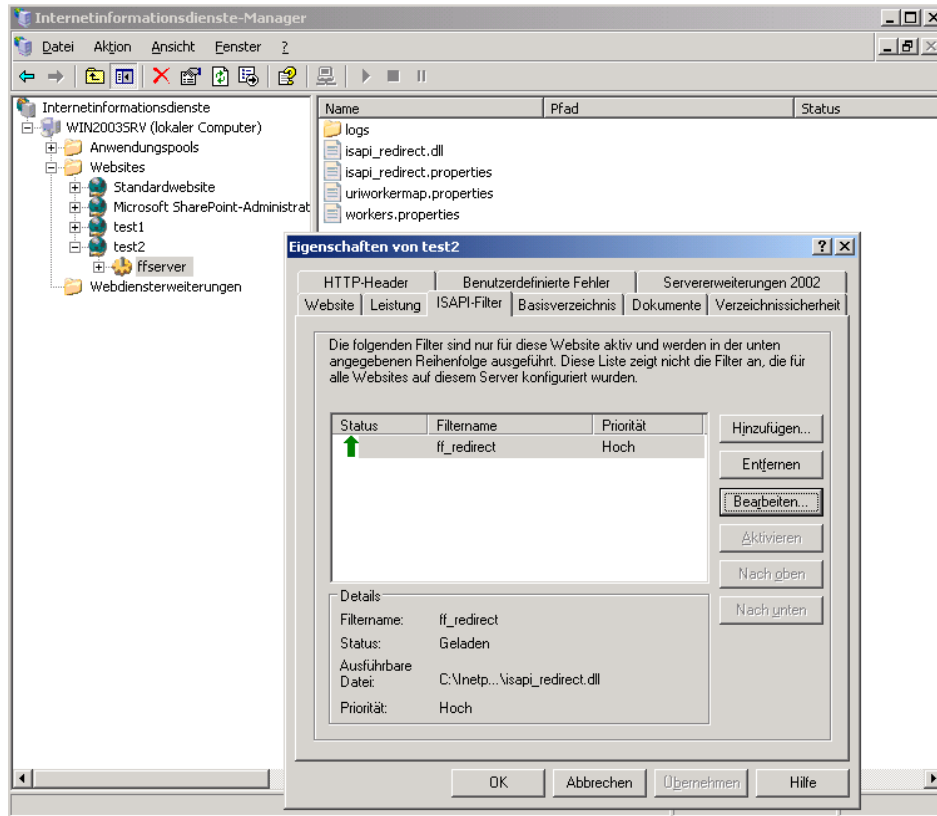 Internetinformationsdienste-Manager
Datei Aktion Ansicht Fenster ?
Internetinformationsdienste
WIN2003SRV (lokaler Computer)
Anwendungspools
Websites
Standardwebsite
Microsoft SharePoint-Administrat
test1
test2
ffserver
Webdiensterweiterungen
Name Pfad Status
logs
isapi_redirect.dll
isapi_redirect.properties
uriworkermap.properties
workers.properties
Eigenschaften von test2
HTTP-Header Benutzerdefinierte Fehler Servererweiterungen 2002
Website Leistung ISAPI-Filter Basisverzeichnis Dokumente Verzeichnissicherheit
Die folgenden Filter sind nur für diese Website aktiv und werden in der unten
angegebenen Reihenfolge ausgeführt. Diese Liste zeigt nicht die Filter an, die für
alle Websites auf diesem Server konfiguriert wurden.
Status Filtername Priorität
ff_redirect Hoch
Hinzufügen...
Entfernen
Bearbeiten...
Aktivieren
Nach oben
Nach unten
Details
Filtername: ff_redirect
Status: Geladen
Ausführbare
Datei: C:\Inetp...\isapi_redirect.dll
Priorität: Hoch
OK Abbrechen Übernehmen Hilfe